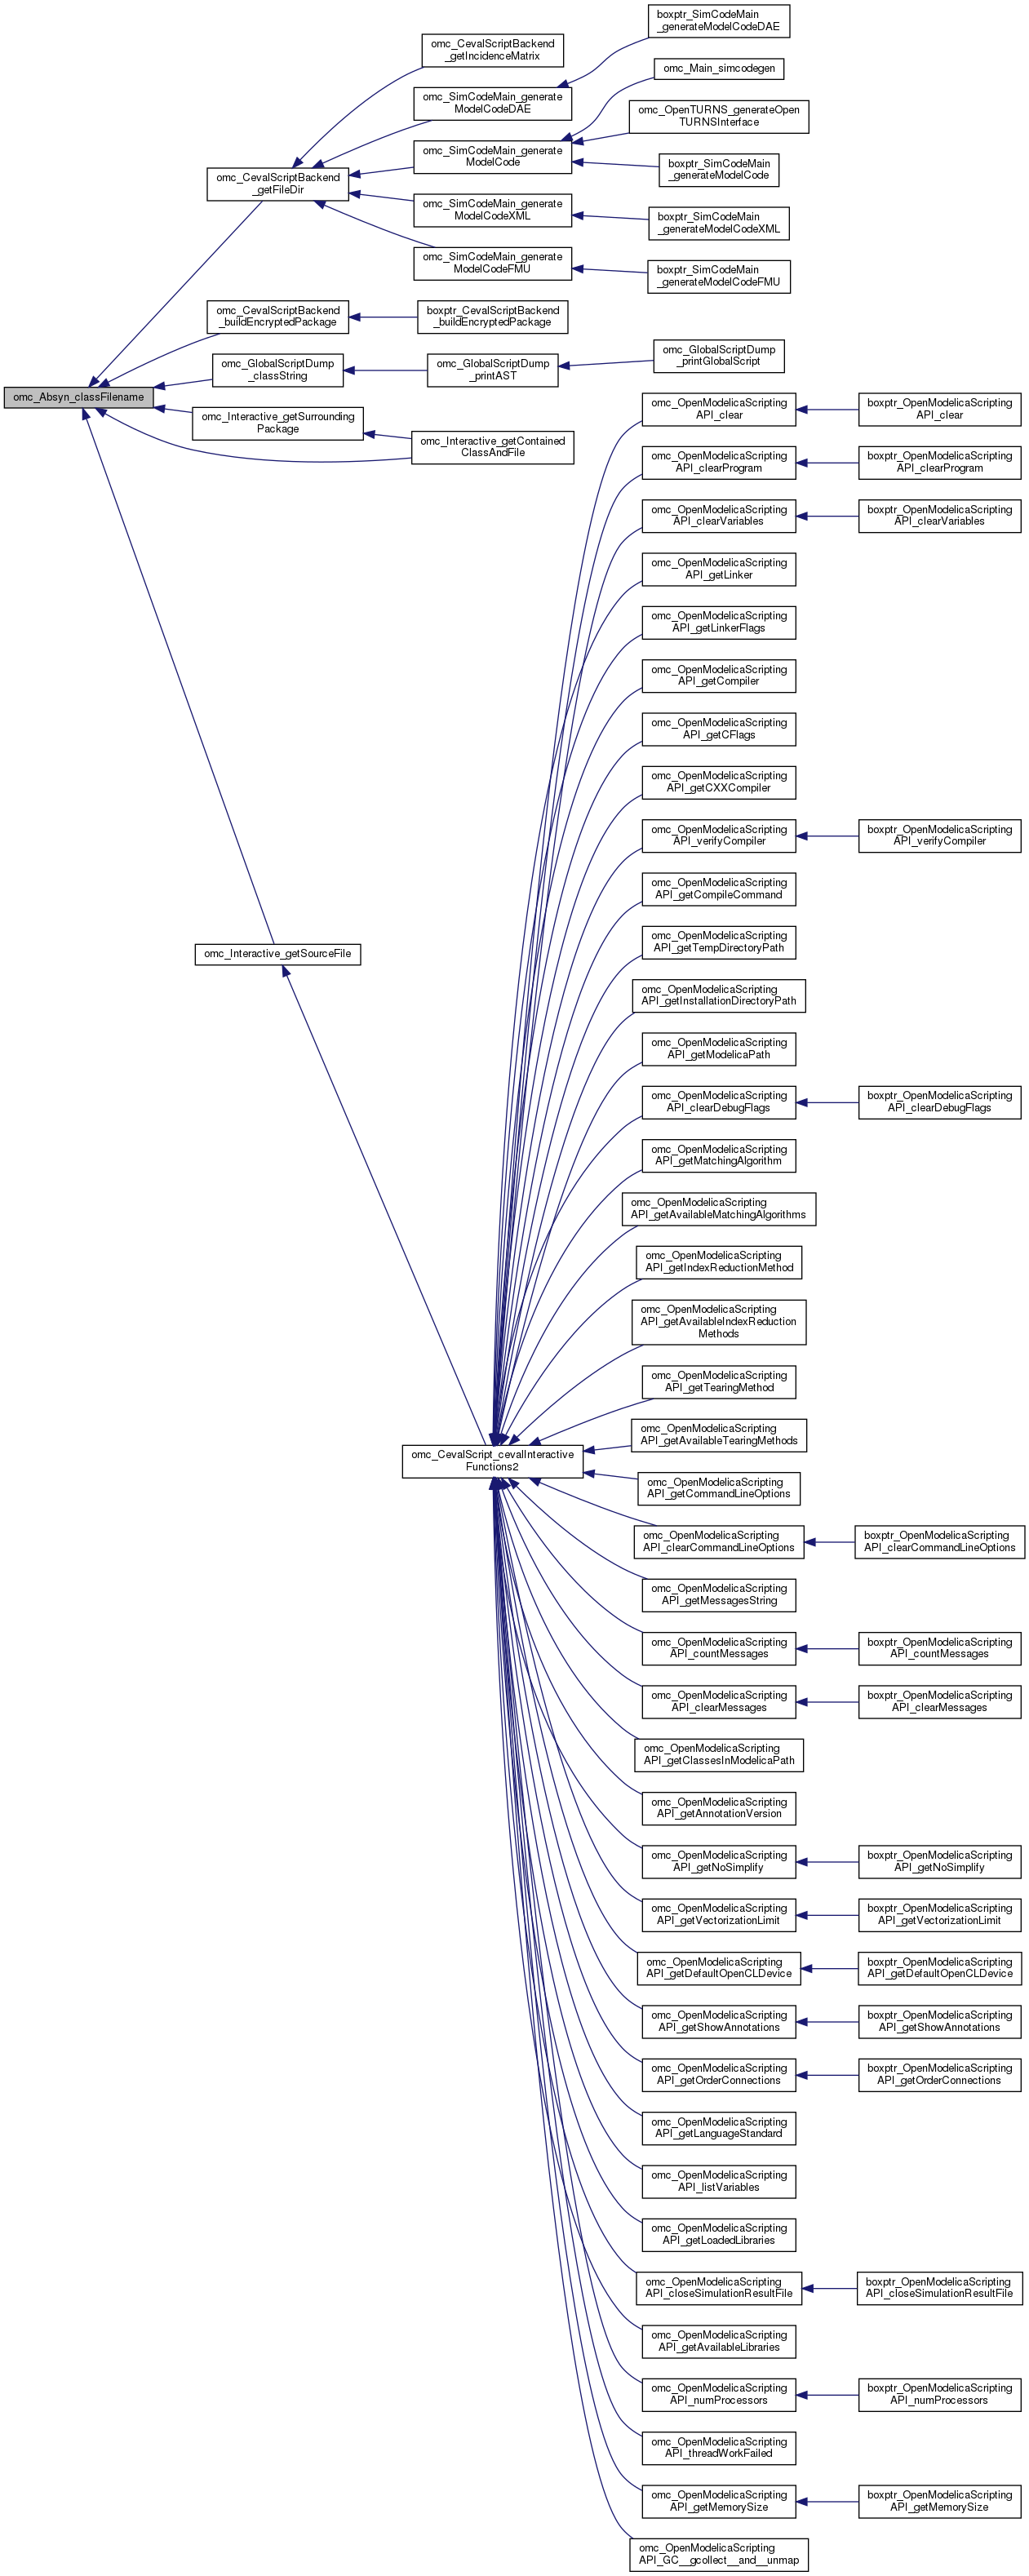 boxptr_SimCodeMain
_generateModelCodeDAE
omc_CevalScriptBackend
_getIncidenceMatrix
omc_Main_simcodegen
omc_SimCodeMain_generate
ModelCodeDAE
omc_OpenTURNS_generateOpen
TURNSInterface
omc_SimCodeMain_generate
ModelCode
boxptr_SimCodeMain
_generateModelCode
omc_CevalScriptBackend
_getFileDir
omc_SimCodeMain_generate
ModelCodeXML
boxptr_SimCodeMain
_generateModelCodeXML
omc_SimCodeMain_generate
ModelCodeFMU
boxptr_SimCodeMain
_generateModelCodeFMU
omc_CevalScriptBackend
_buildEncryptedPackage
boxptr_CevalScriptBackend
_buildEncryptedPackage
omc_GlobalScriptDump
_classString
omc_GlobalScriptDump
_printAST
omc_GlobalScriptDump
_printGlobalScript
omc_Absyn_classFilename
omc_Interactive_getSurrounding
Package
omc_Interactive_getContained
ClassAndFile
omc_OpenModelicaScripting
API_clear
boxptr_OpenModelicaScripting
API_clear
omc_OpenModelicaScripting
API_clearProgram
boxptr_OpenModelicaScripting
API_clearProgram
omc_OpenModelicaScripting
API_clearVariables
boxptr_OpenModelicaScripting
API_clearVariables
omc_OpenModelicaScripting
API_getLinker
omc_OpenModelicaScripting
API_getLinkerFlags
omc_OpenModelicaScripting
API_getCompiler
omc_OpenModelicaScripting
API_getCFlags
omc_OpenModelicaScripting
API_getCXXCompiler
omc_OpenModelicaScripting
API_verifyCompiler
boxptr_OpenModelicaScripting
API_verifyCompiler
omc_OpenModelicaScripting
API_getCompileCommand
omc_OpenModelicaScripting
API_getTempDirectoryPath
omc_Interactive_getSourceFile
omc_OpenModelicaScripting
API_getInstallationDirectoryPath
omc_OpenModelicaScripting
API_getModelicaPath
omc_OpenModelicaScripting
API_clearDebugFlags
boxptr_OpenModelicaScripting
API_clearDebugFlags
omc_OpenModelicaScripting
API_getMatchingAlgorithm
omc_OpenModelicaScripting
API_getAvailableMatchingAlgorithms
omc_OpenModelicaScripting
API_getIndexReductionMethod
omc_OpenModelicaScripting
API_getAvailableIndexReduction
Methods
omc_OpenModelicaScripting
API_getTearingMethod
omc_OpenModelicaScripting
API_getAvailableTearingMethods
omc_CevalScript_cevalInteractive
Functions2
omc_OpenModelicaScripting
API_getCommandLineOptions
omc_OpenModelicaScripting
API_clearCommandLineOptions
boxptr_OpenModelicaScripting
API_clearCommandLineOptions
omc_OpenModelicaScripting
API_getMessagesString
omc_OpenModelicaScripting
API_countMessages
boxptr_OpenModelicaScripting
API_countMessages
omc_OpenModelicaScripting
API_clearMessages
boxptr_OpenModelicaScripting
API_clearMessages
omc_OpenModelicaScripting
API_getClassesInModelicaPath
omc_OpenModelicaScripting
API_getAnnotationVersion
omc_OpenModelicaScripting
API_getNoSimplify
boxptr_OpenModelicaScripting
API_getNoSimplify
omc_OpenModelicaScripting
API_getVectorizationLimit
boxptr_OpenModelicaScripting
API_getVectorizationLimit
omc_OpenModelicaScripting
API_getDefaultOpenCLDevice
boxptr_OpenModelicaScripting
API_getDefaultOpenCLDevice
omc_OpenModelicaScripting
API_getShowAnnotations
boxptr_OpenModelicaScripting
API_getShowAnnotations
omc_OpenModelicaScripting
API_getOrderConnections
boxptr_OpenModelicaScripting
API_getOrderConnections
omc_OpenModelicaScripting
API_getLanguageStandard
omc_OpenModelicaScripting
API_listVariables
omc_OpenModelicaScripting
API_getLoadedLibraries
omc_OpenModelicaScripting
API_closeSimulationResultFile
boxptr_OpenModelicaScripting
API_closeSimulationResultFile
omc_OpenModelicaScripting
API_getAvailableLibraries
omc_OpenModelicaScripting
API_numProcessors
boxptr_OpenModelicaScripting
API_numProcessors
omc_OpenModelicaScripting
API_threadWorkFailed
omc_OpenModelicaScripting
API_getMemorySize
boxptr_OpenModelicaScripting
API_getMemorySize
omc_OpenModelicaScripting
API_GC__gcollect__and__unmap